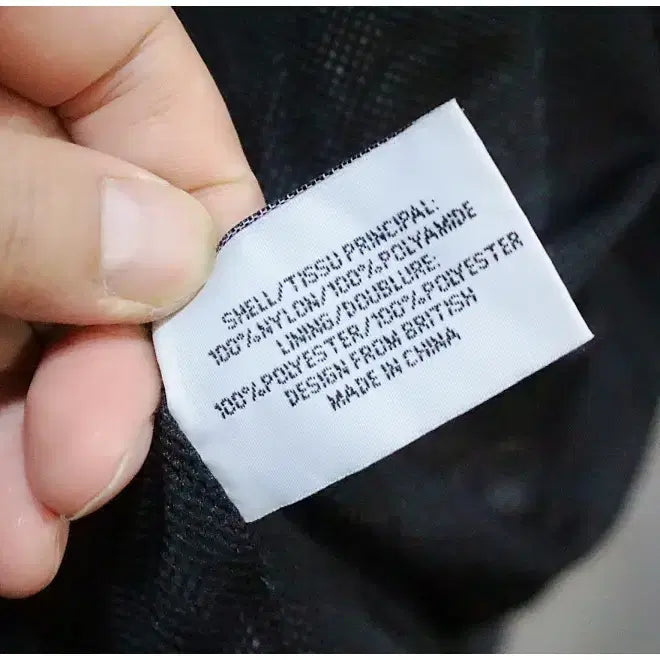 SHELL/TISSU PRINCIPAL:
100%NYLON/100%POLYAMIDE
LINING/DOUBLURE:
100%POLYESTER/100%POLYESTER
DESIGN FROM BRITISH
MADE IN CHINA